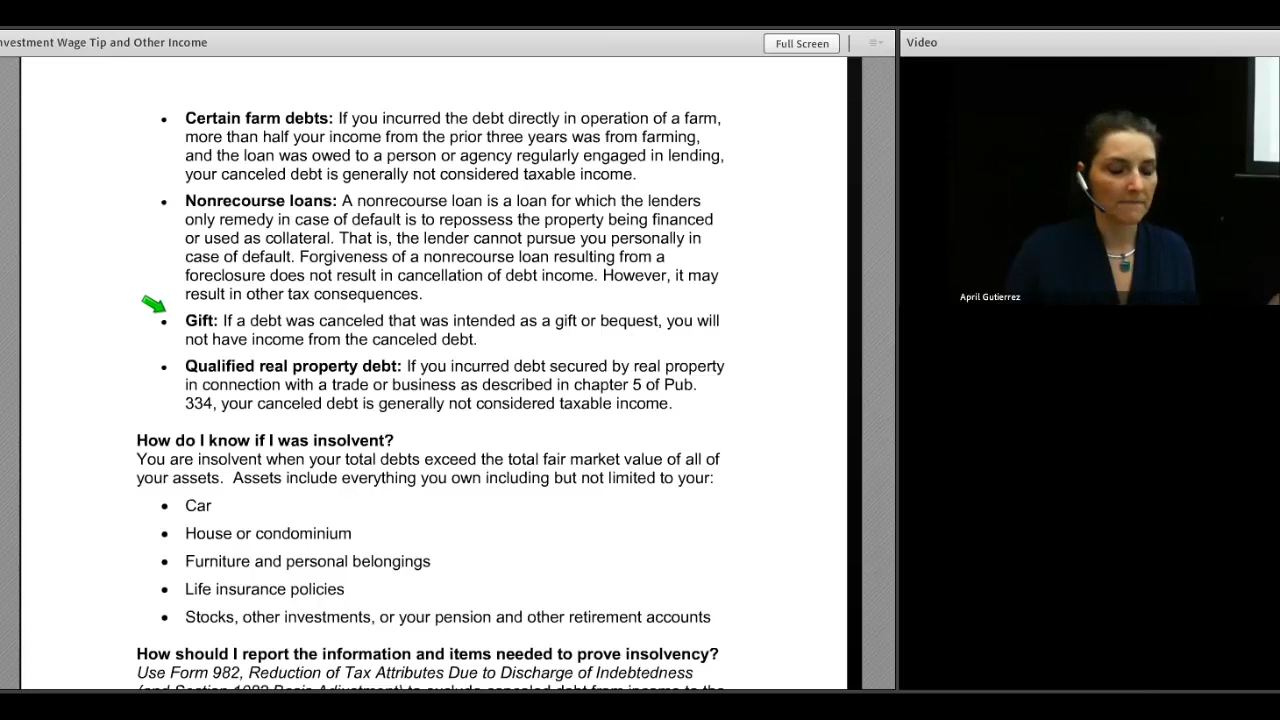 nvestment Wage Tip and Other Income
Full Screen
Video
• Certain farm debts: If you incurred the debt directly in operation of a farm,
more than half your income from the prior three years was from farming,
and the loan was owed to a person or agency regularly engaged in lending,
your canceled debt is generally not considered taxable income.
• Nonrecourse loans: A nonrecourse loan is a loan for which the lenders
only remedy in case of default is to repossess the property being financed
or used as collateral. That is, the lender cannot pursue you personally in
case of default. Forgiveness of a nonrecourse loan resulting from a
foreclosure does not result in cancellation of debt income. However, it may
result in other tax consequences.
• Gift: If a debt was canceled that was intended as a gift or bequest, you will
not have income from the canceled debt.
• Qualified real property debt: If you incurred debt secured by real property
in connection with a trade or business as described in chapter 5 of Pub.
334, your canceled debt is generally not considered taxable income.
How do I know if I was insolvent?
You are insolvent when your total debts exceed the total fair market value of all of
your assets. Assets include everything you own including but not limited to your:
• Car
• House or condominium
• Furniture and personal belongings
• Life insurance policies
• Stocks, other investments, or your pension and other retirement accounts
How should I report the information and items needed to prove insolvency?
Use Form 982, Reduction of Tax Attributes Due to Discharge of Indebtedness
(and Section 1082 Basis Adjustment) to exclude canceled debt from income to the
April Gutierrez